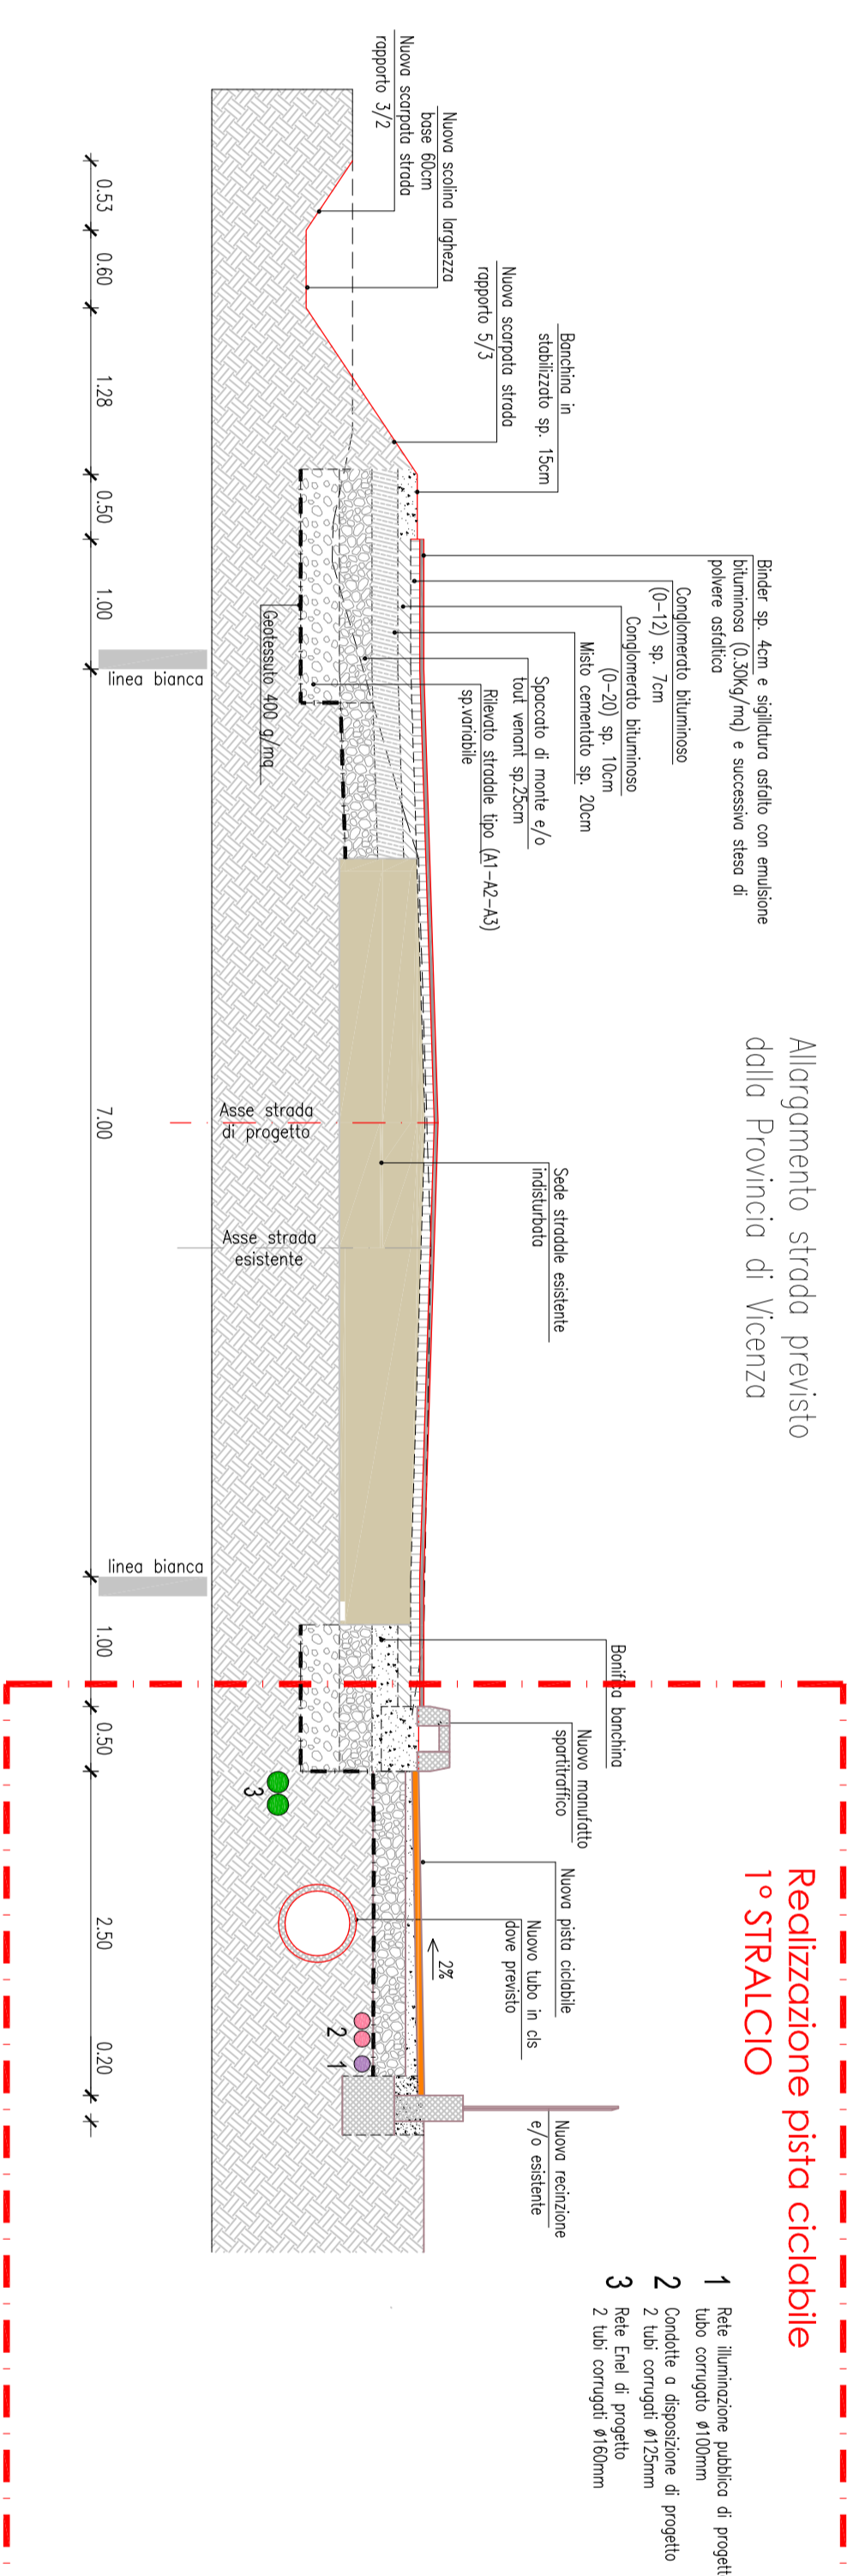 Allargamento strada previsto
dalla Provincia di Vicenza
Realizzazione pista ciclabile
1° STRALCIO
Nuova scarpata strada
rapporto 3/2
Nuova scolina larghezza
base 60cm
Nuova scarpata strada
rapporto 5/3
Banchina in
stabilizzato sp. 15cm
Binder sp. 4cm e sigillatura asfalto con emulsione
bituminosa (0.30Kg/mq) e successiva stesa di
polvere asfaltica
Conglomerato bituminoso
(0-12) sp. 7cm
Conglomerato bituminoso
(0-20) sp. 10cm
Misto cementato sp. 20cm
Spaccato di monte e/o
tout venant sp.25cm
Rilevato stradale tipo (A1-A2-A3)
sp.variabile
Geotessuto 400 g/mq
Sede stradale esistente
indisturbata
Asse strada
di progetto
Asse strada
esistente
Bonifica banchina
Nuovo manufatto
spartitraffico
Nuova pista ciclabile
Nuovo tubo in cls
dove previsto
2%
Nuova recinzione
e/o esistente
3
2
1
linea bianca
linea bianca
0.53
0.60
1.28
0.50
1.00
7.00
1.00
0.50
2.50
0.20
1 Rete illuminazione pubblica di progett
tubo corrugato ø100mm
2 Condotte a disposizione di progetto
2 tubi corrugati ø125mm
3 Rete Enel di progetto
2 tubi corrugati ø160mm